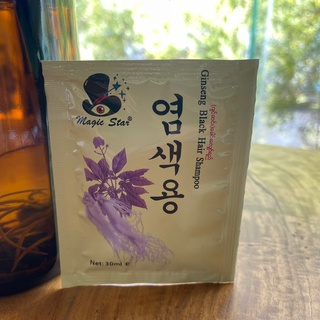 Magic Star®
염색용
Ginseng Black Hair Shampoo
Net: 30ml e